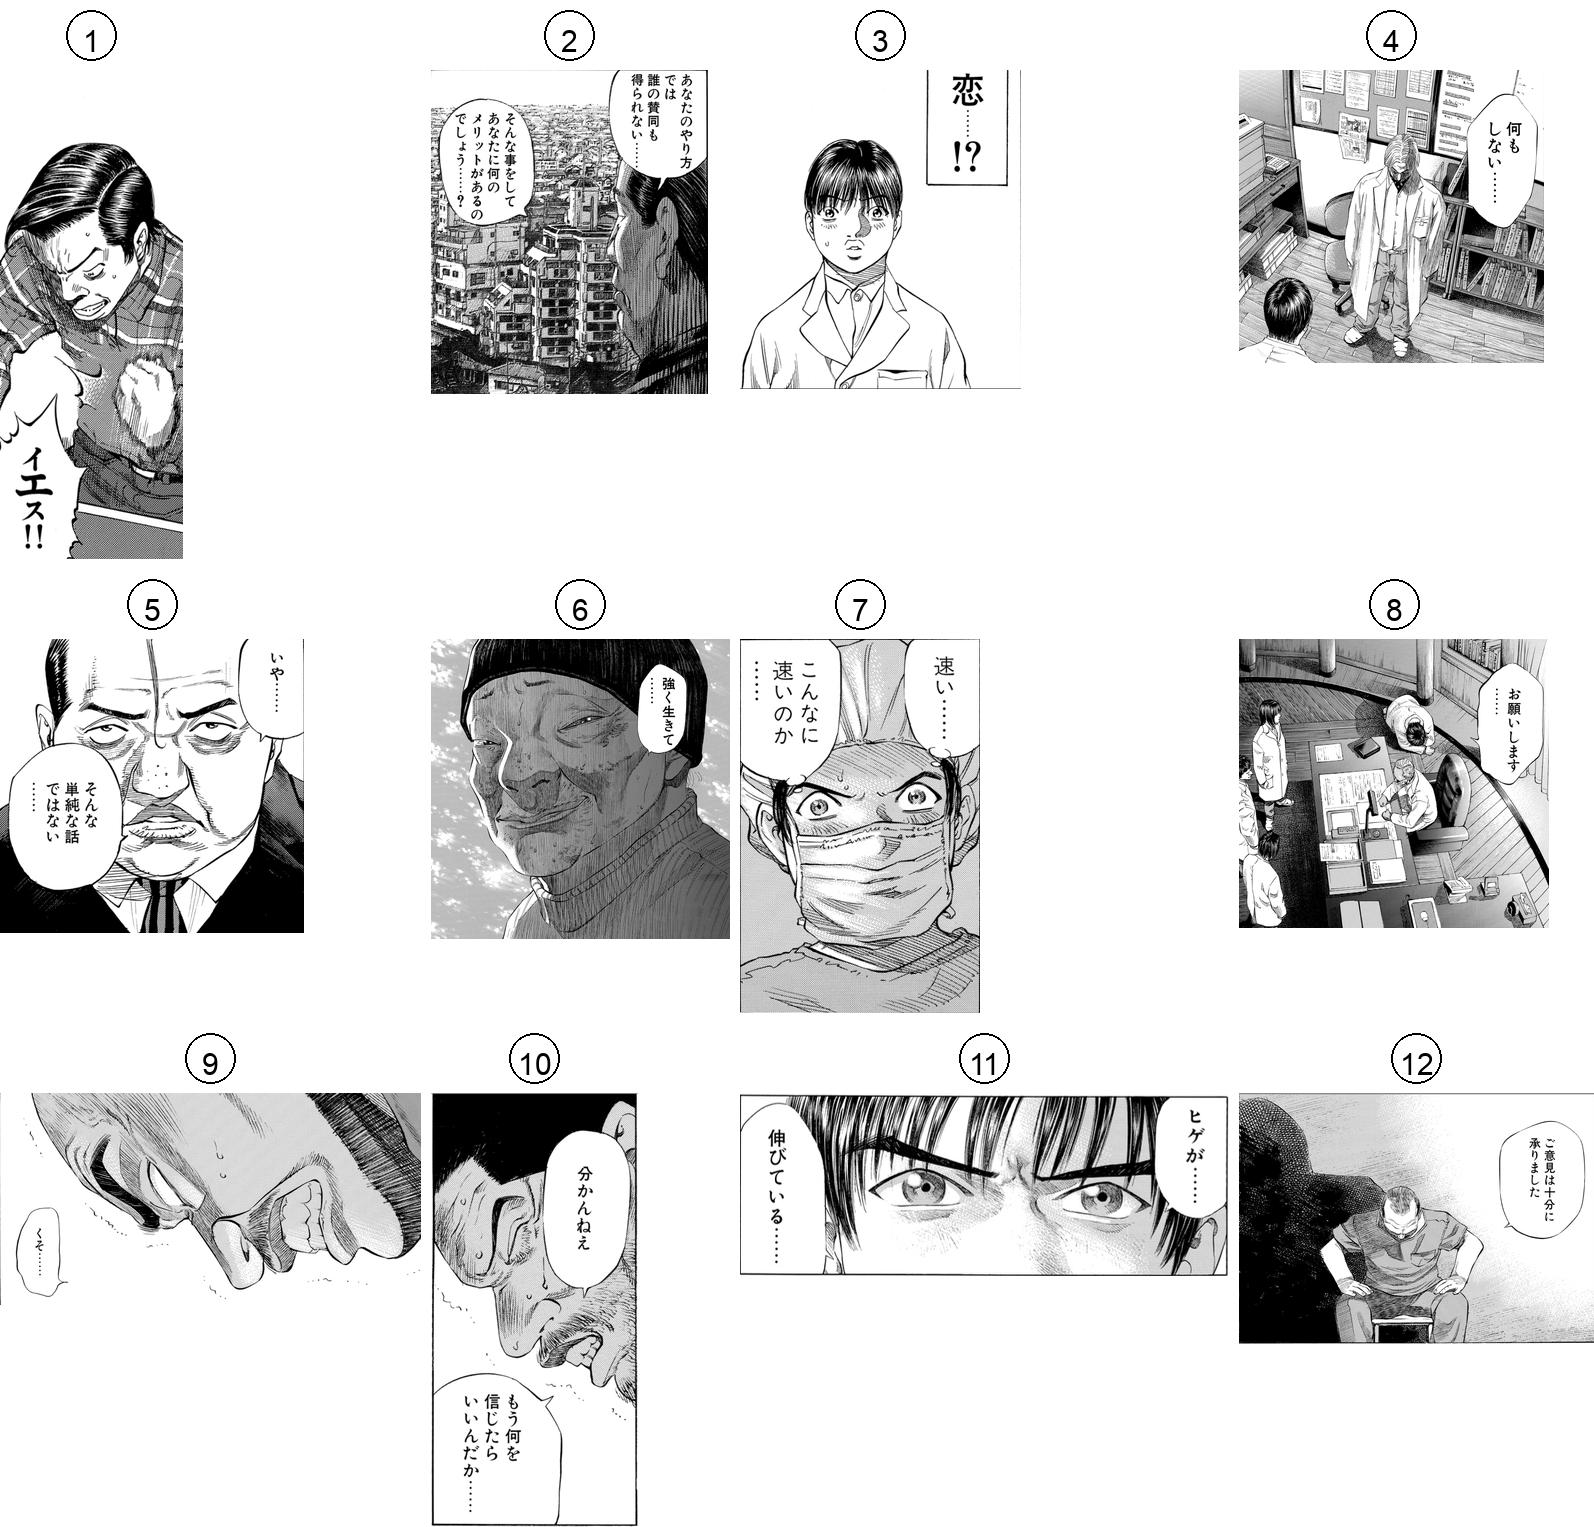 1
イエス!!
2
あなたのやり方
では
誰の賛同も
得られない……
そんな事をして
あなたに何の
メリットがあるの
でしょう……?
3
恋……!?
4
何も
しない……
5
いや……
そんな
単純な話
ではない
……
6
強く生きて
……
7
速い……
こんなに
速いのか
……
8
お願いします
……
9
くそ……
10
分かんねえ
もう何を
信じたら
いいんだか……
11
ヒゲが……
伸びている……
12
ご意見は十分に
承りました